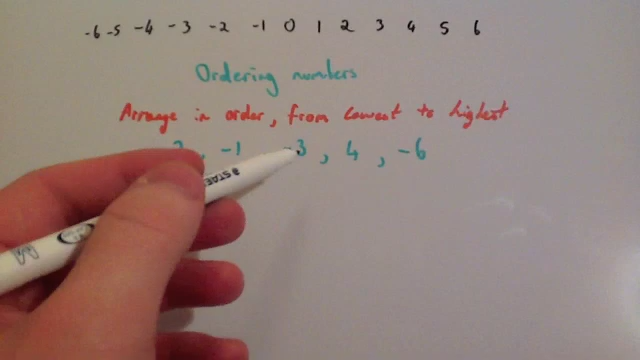 -6 -5 -4 -3 -2 -1 0 1 2 3 4 5 6
Ordering numbers
Arrange in order, from lowest to highest
, -1 -3, 4, -6
STAE